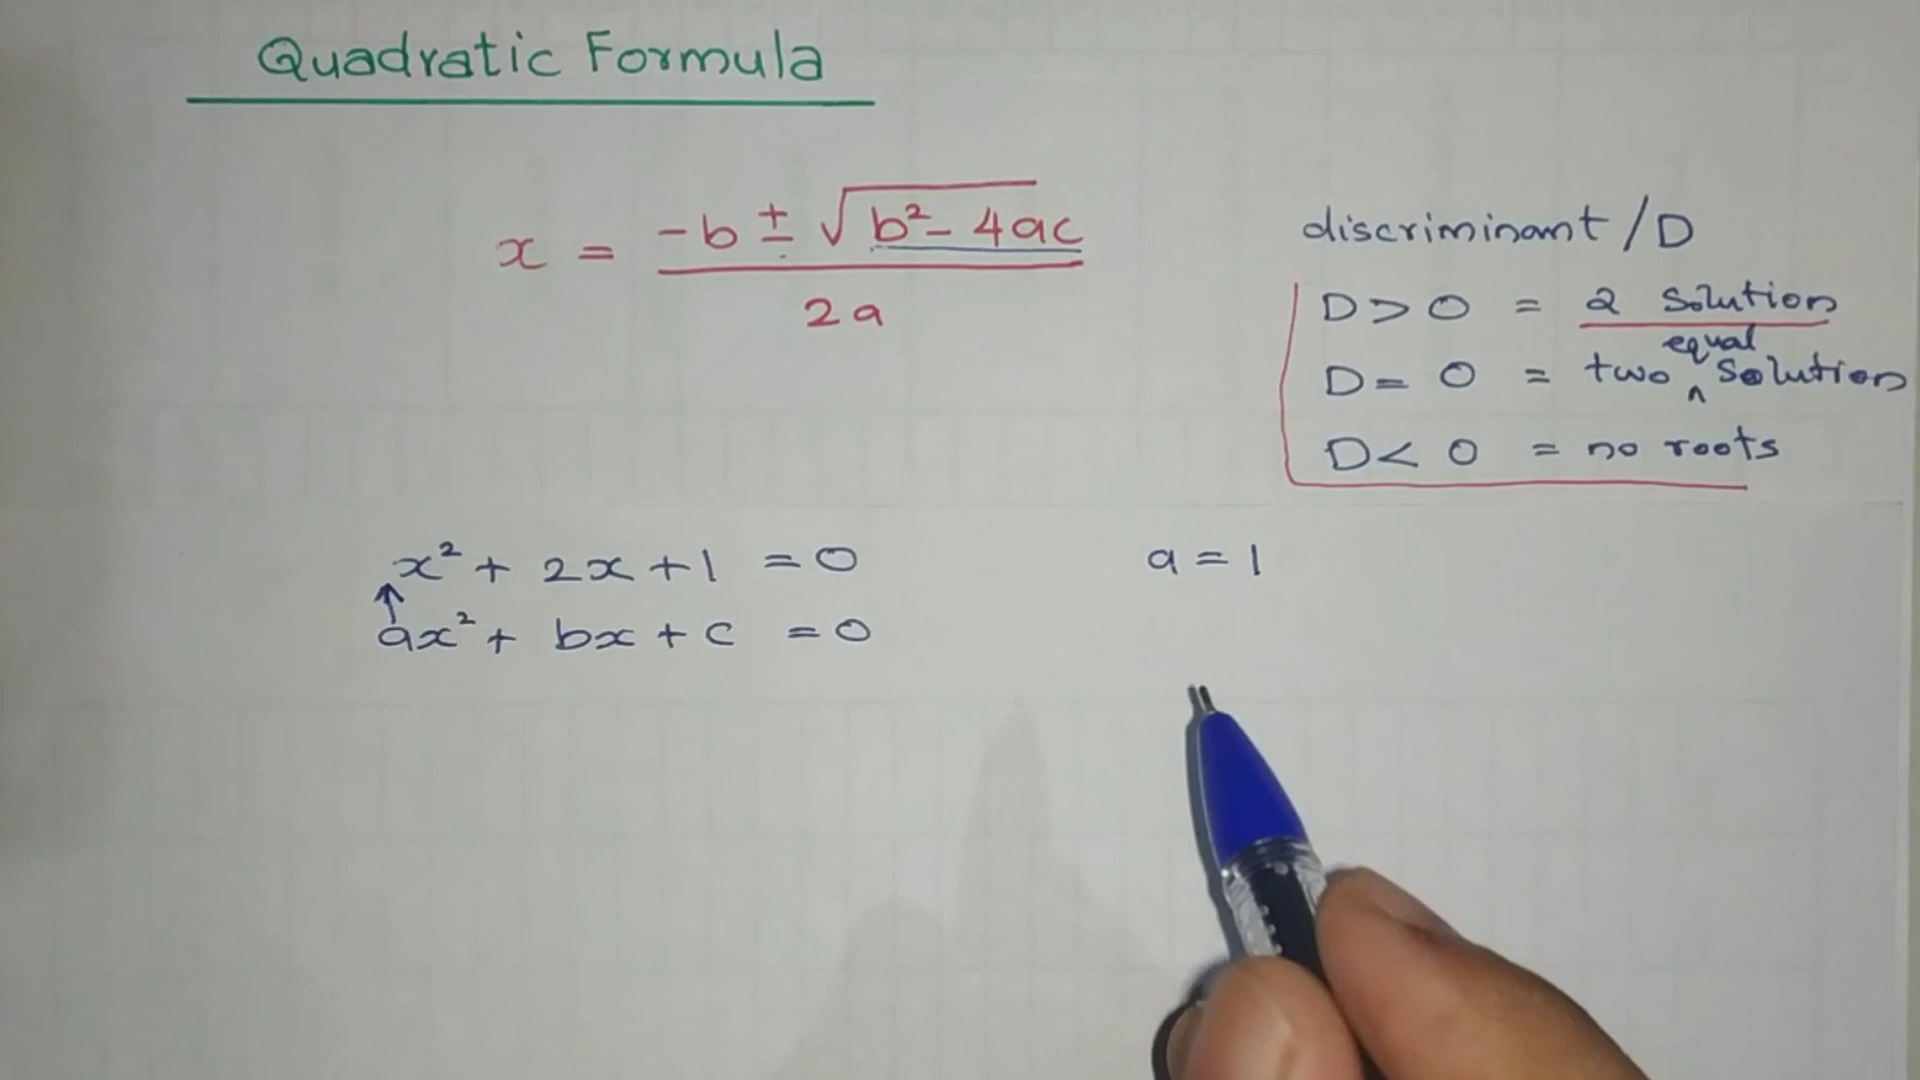 Quadratic Formula
x = -b ± √b² - 4ac
2a
discriminant / D
D > 0 = 2 Solution
equal
D = 0 = two ^ Solution
D < 0 = no roots
x² + 2x + 1 = 0
a = 1
ax² + bx + c = 0